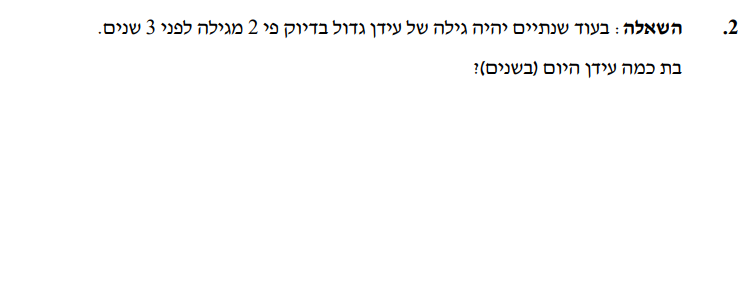 2. השאלה : בעוד שנתיים יהיה גילה של עידן גדול בדיוק פי 2 מגילה לפני 3 שנים.
בת כמה עידן היום (בשנים)?